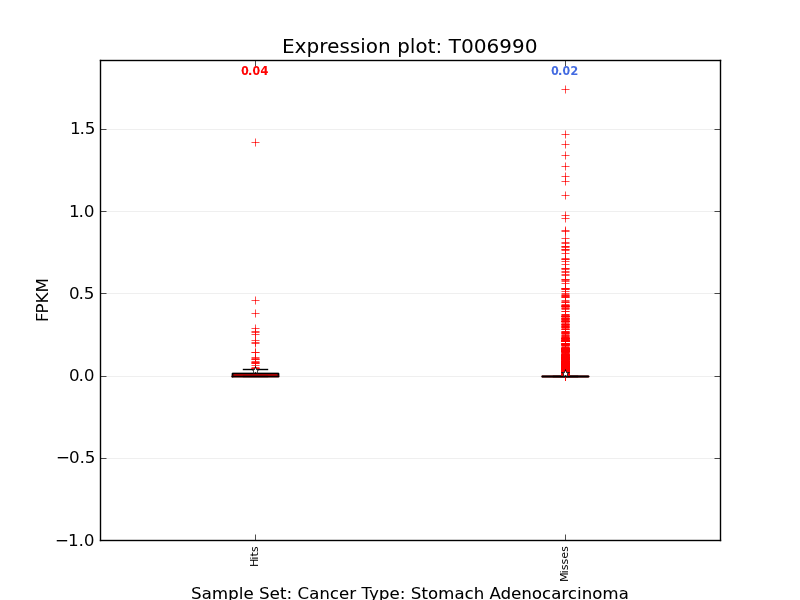 Expression plot: T006990
0.04
0.02
1.5
1.0
0.5
0.0
−0.5
−1.0
FPKM
Hits
Misses
Sample Set: Cancer Type: Stomach Adenocarcinoma